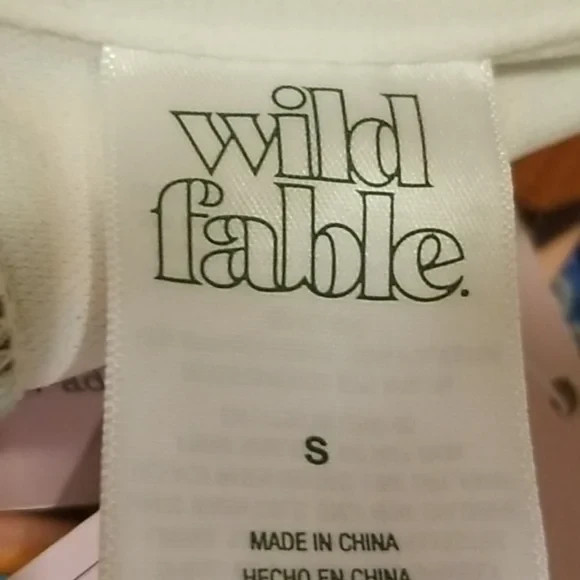 wild
fable.
S
MADE IN CHINA
HECHO EN CHINA